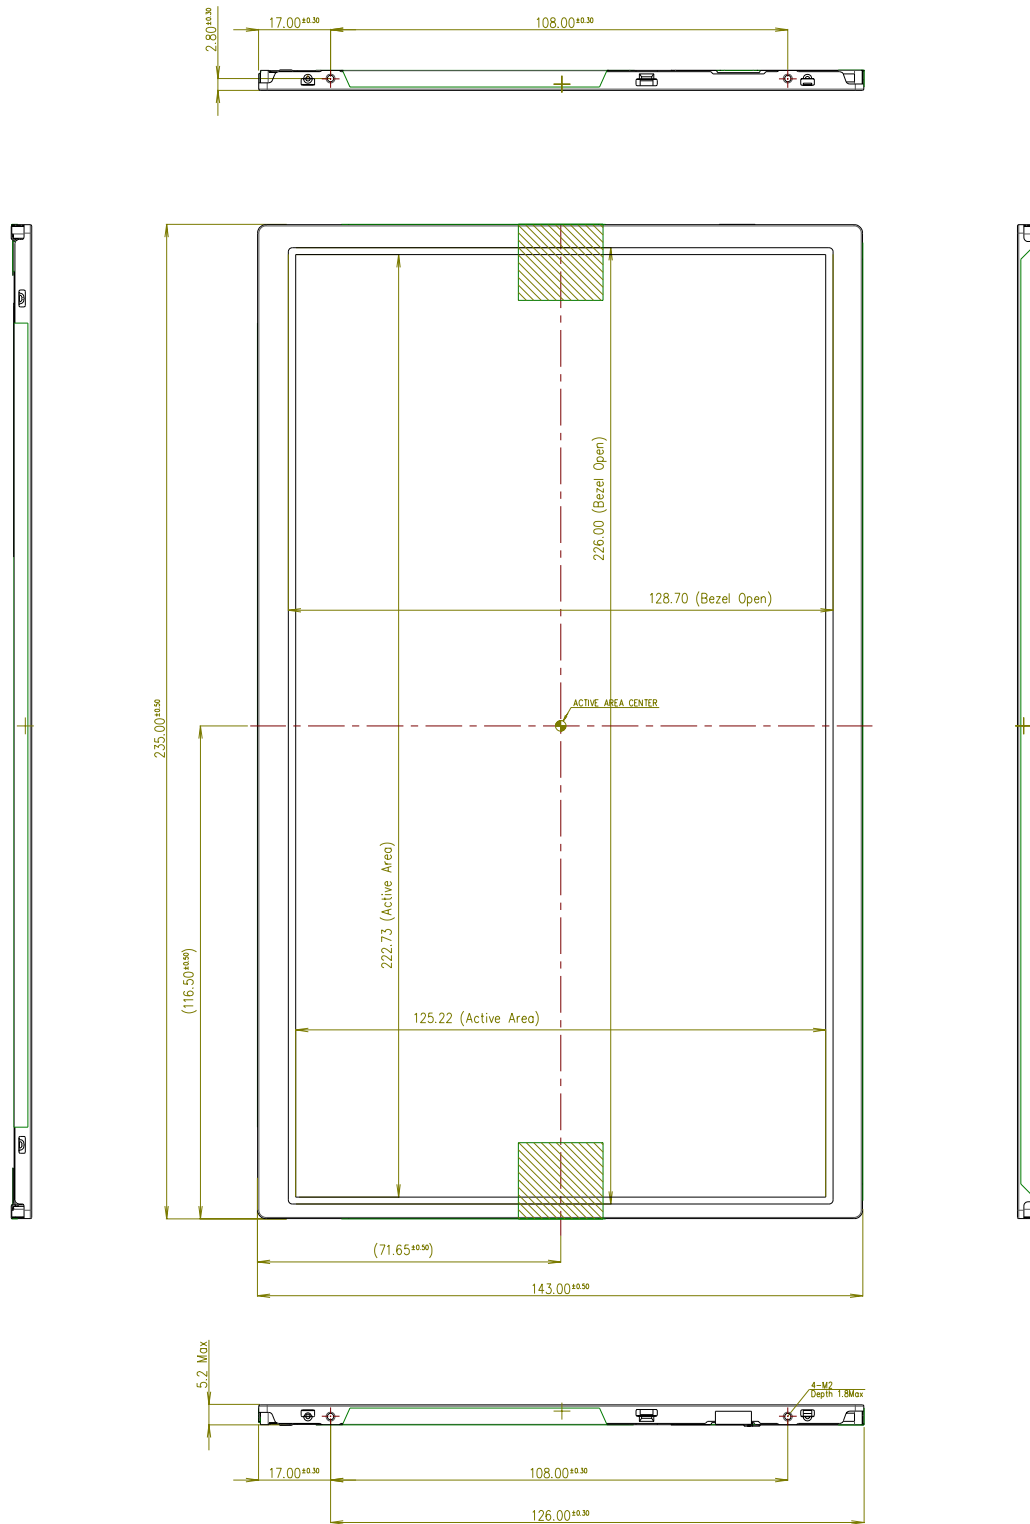 17.00±0.30
108.00±0.30
2.80±0.30
226.00 (Bezel Open)
128.70 (Bezel Open)
ACTIVE AREA CENTER
235.00±0.50
222.73 (Active Area)
(116.50±0.50)
125.22 (Active Area)
(71.65±0.50)
143.00±0.50
5.2 Max
4-M2
Depth 1.8Max
17.00±0.30
108.00±0.30
126.00±0.30